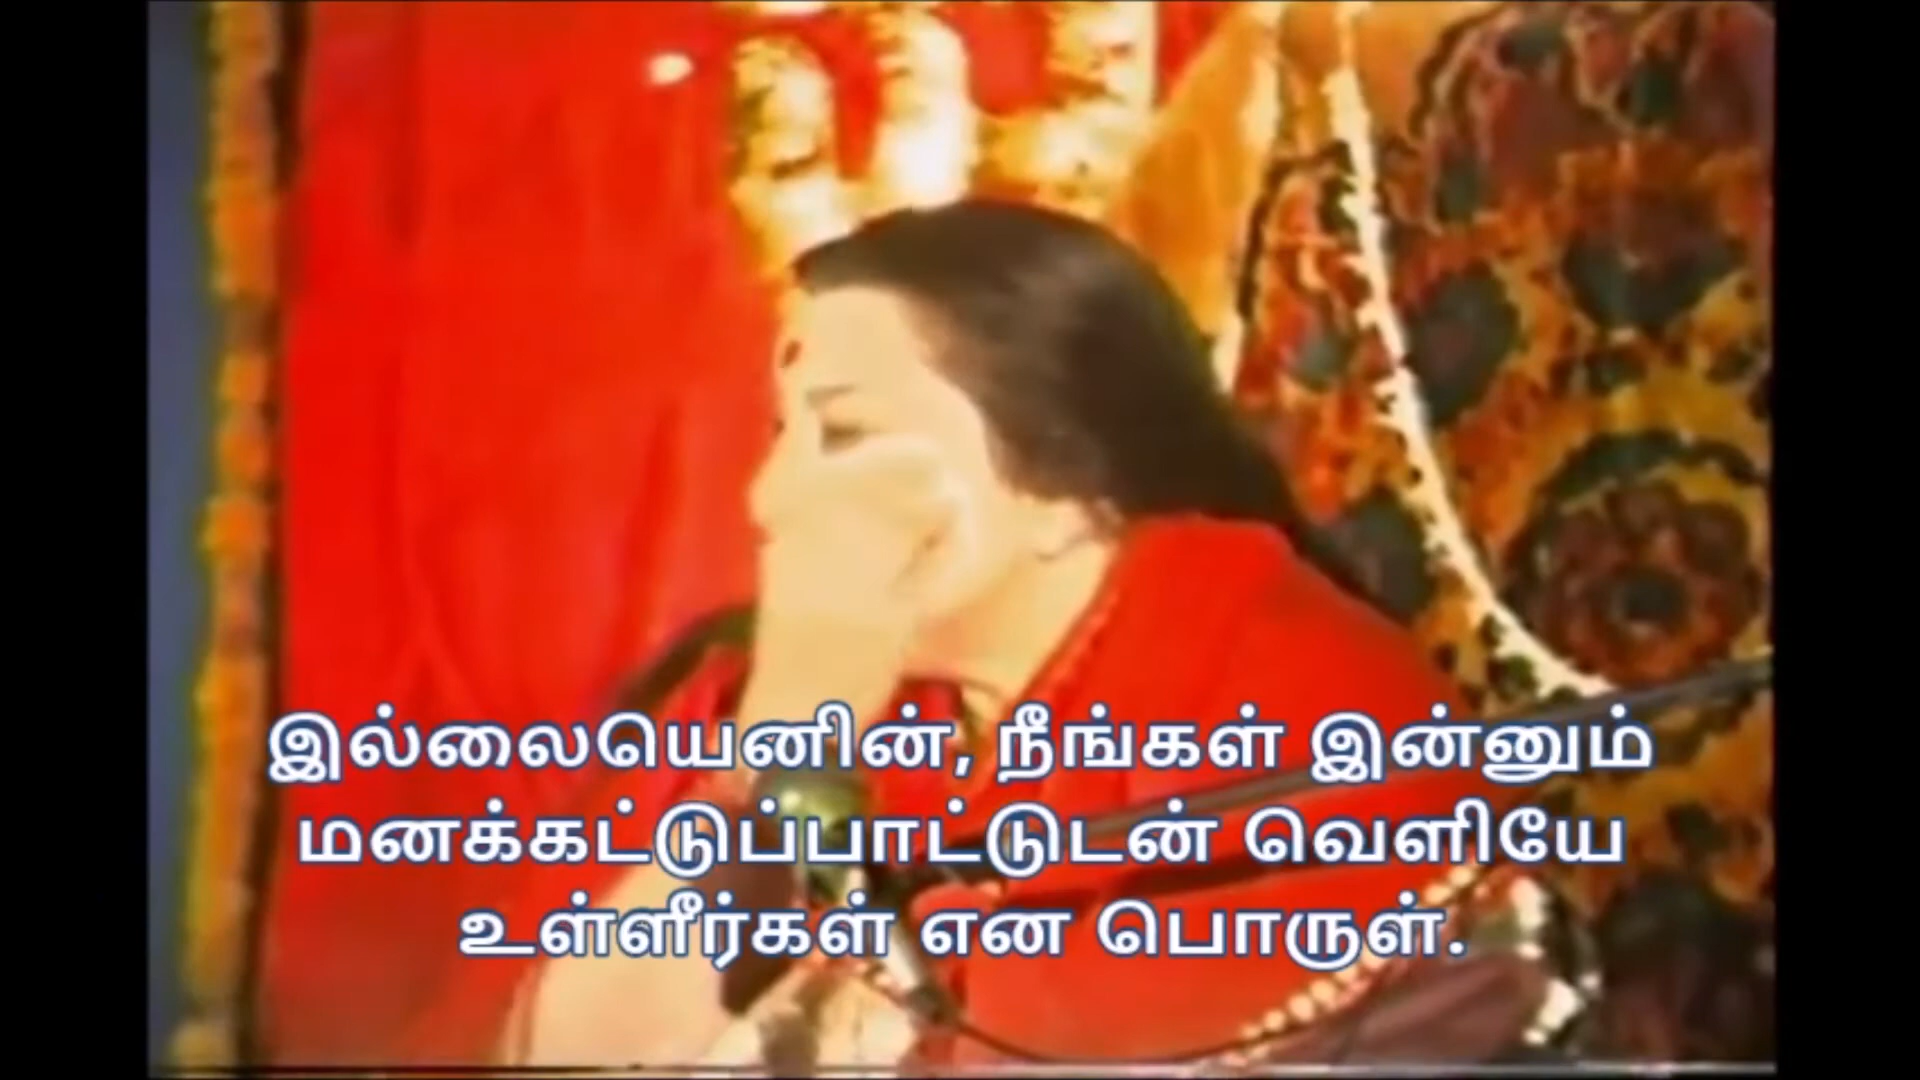 இல்லையெனின், நீங்கள் இன்னும்
மனக்கட்டுப்பாட்டுடன் வெளியே
உள்ளீர்கள் என பொருள்.